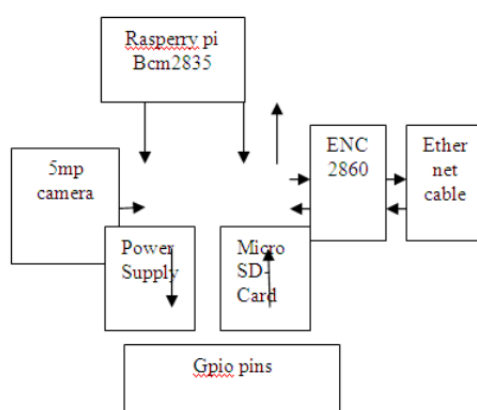 Rasperry pi
Bcm2835
5mp
camera
ENC
2860
Ether
net
cable
Power
Supply
Micro
SD-
Card
Gpio pins